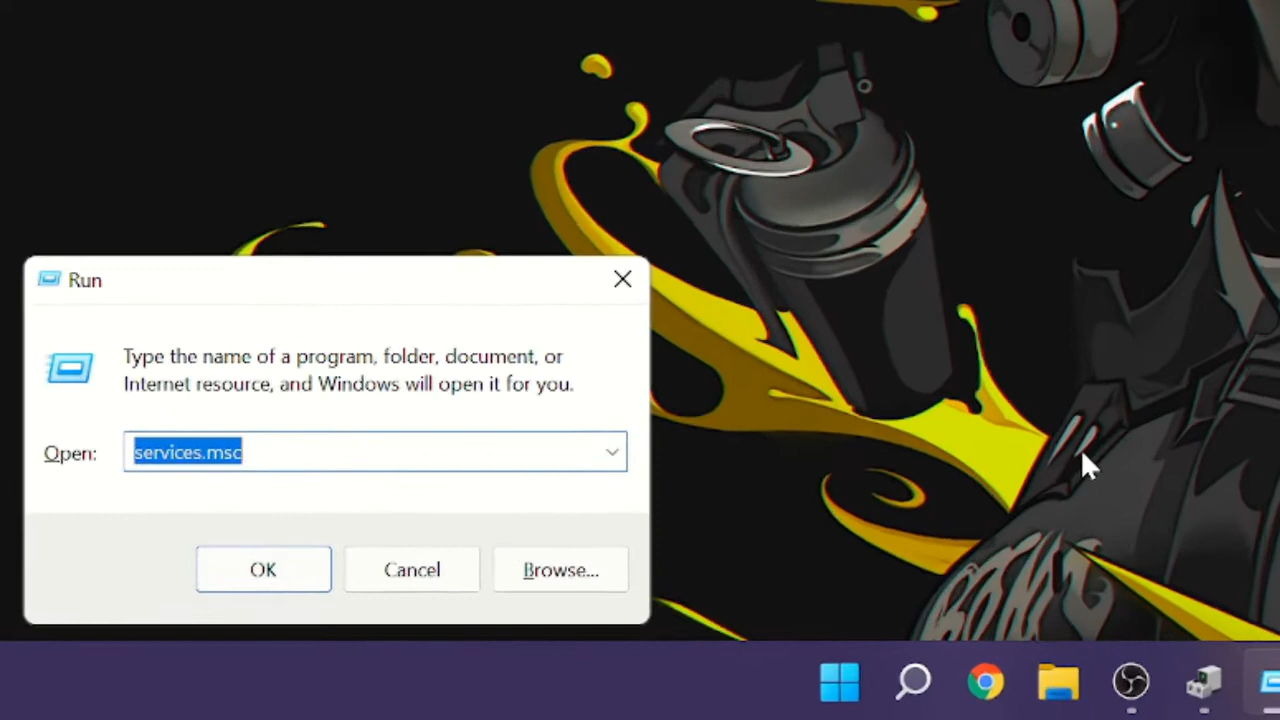 Run
Type the name of a program, folder, document, or
Internet resource, and Windows will open it for you.
Open:
services.msc
OK
Cancel
Browse...